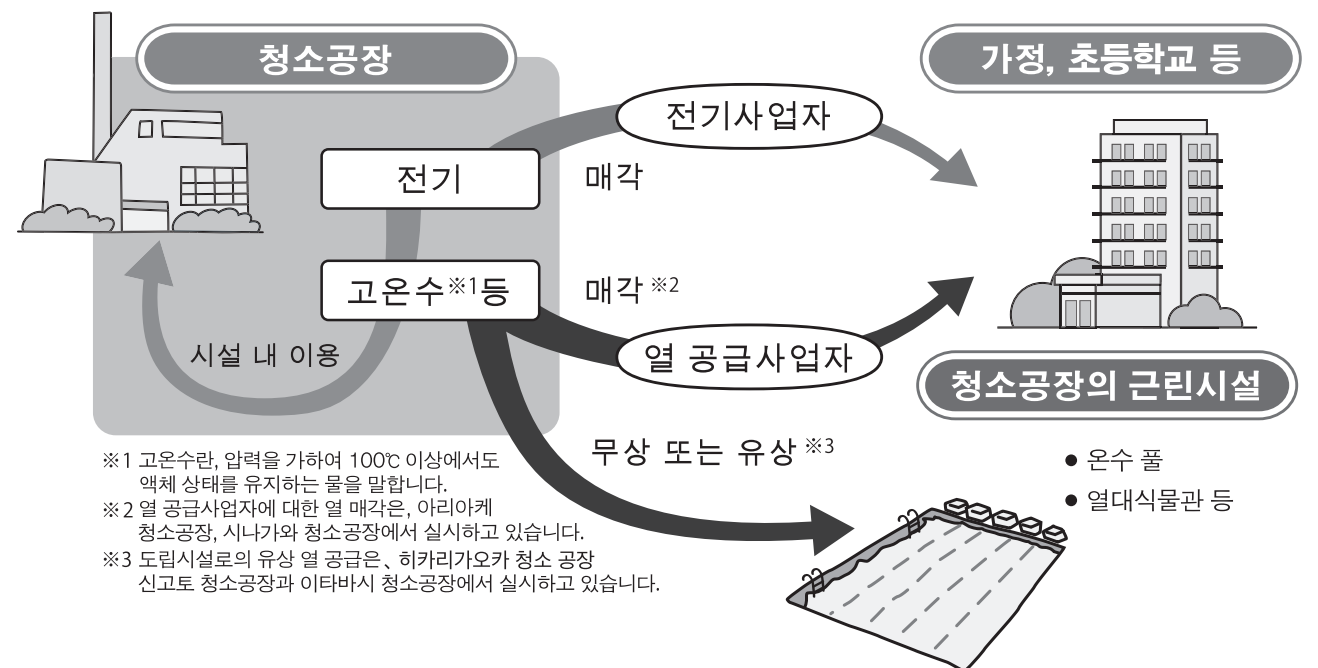 청소공장
가정, 초등학교 등
전기사업자
전기
매각
고온수※1등
매각 ※2
시설 내 이용
열 공급사업자
청소공장의 근린시설
무상 또는 유상 ※3
● 온수 풀
● 열대식물관 등
※1 고온수란, 압력을 가하여 100℃ 이상에서도
액체 상태를 유지하는 물을 말합니다.
※2 열 공급사업자에 대한 열 매각은, 아리아케
청소공장, 시나가와 청소공장에서 실시하고 있습니다.
※3 도립시설로의 유상 열 공급은、히카리가오카 청소 공장
신고토 청소공장과 이타바시 청소공장에서 실시하고 있습니다.